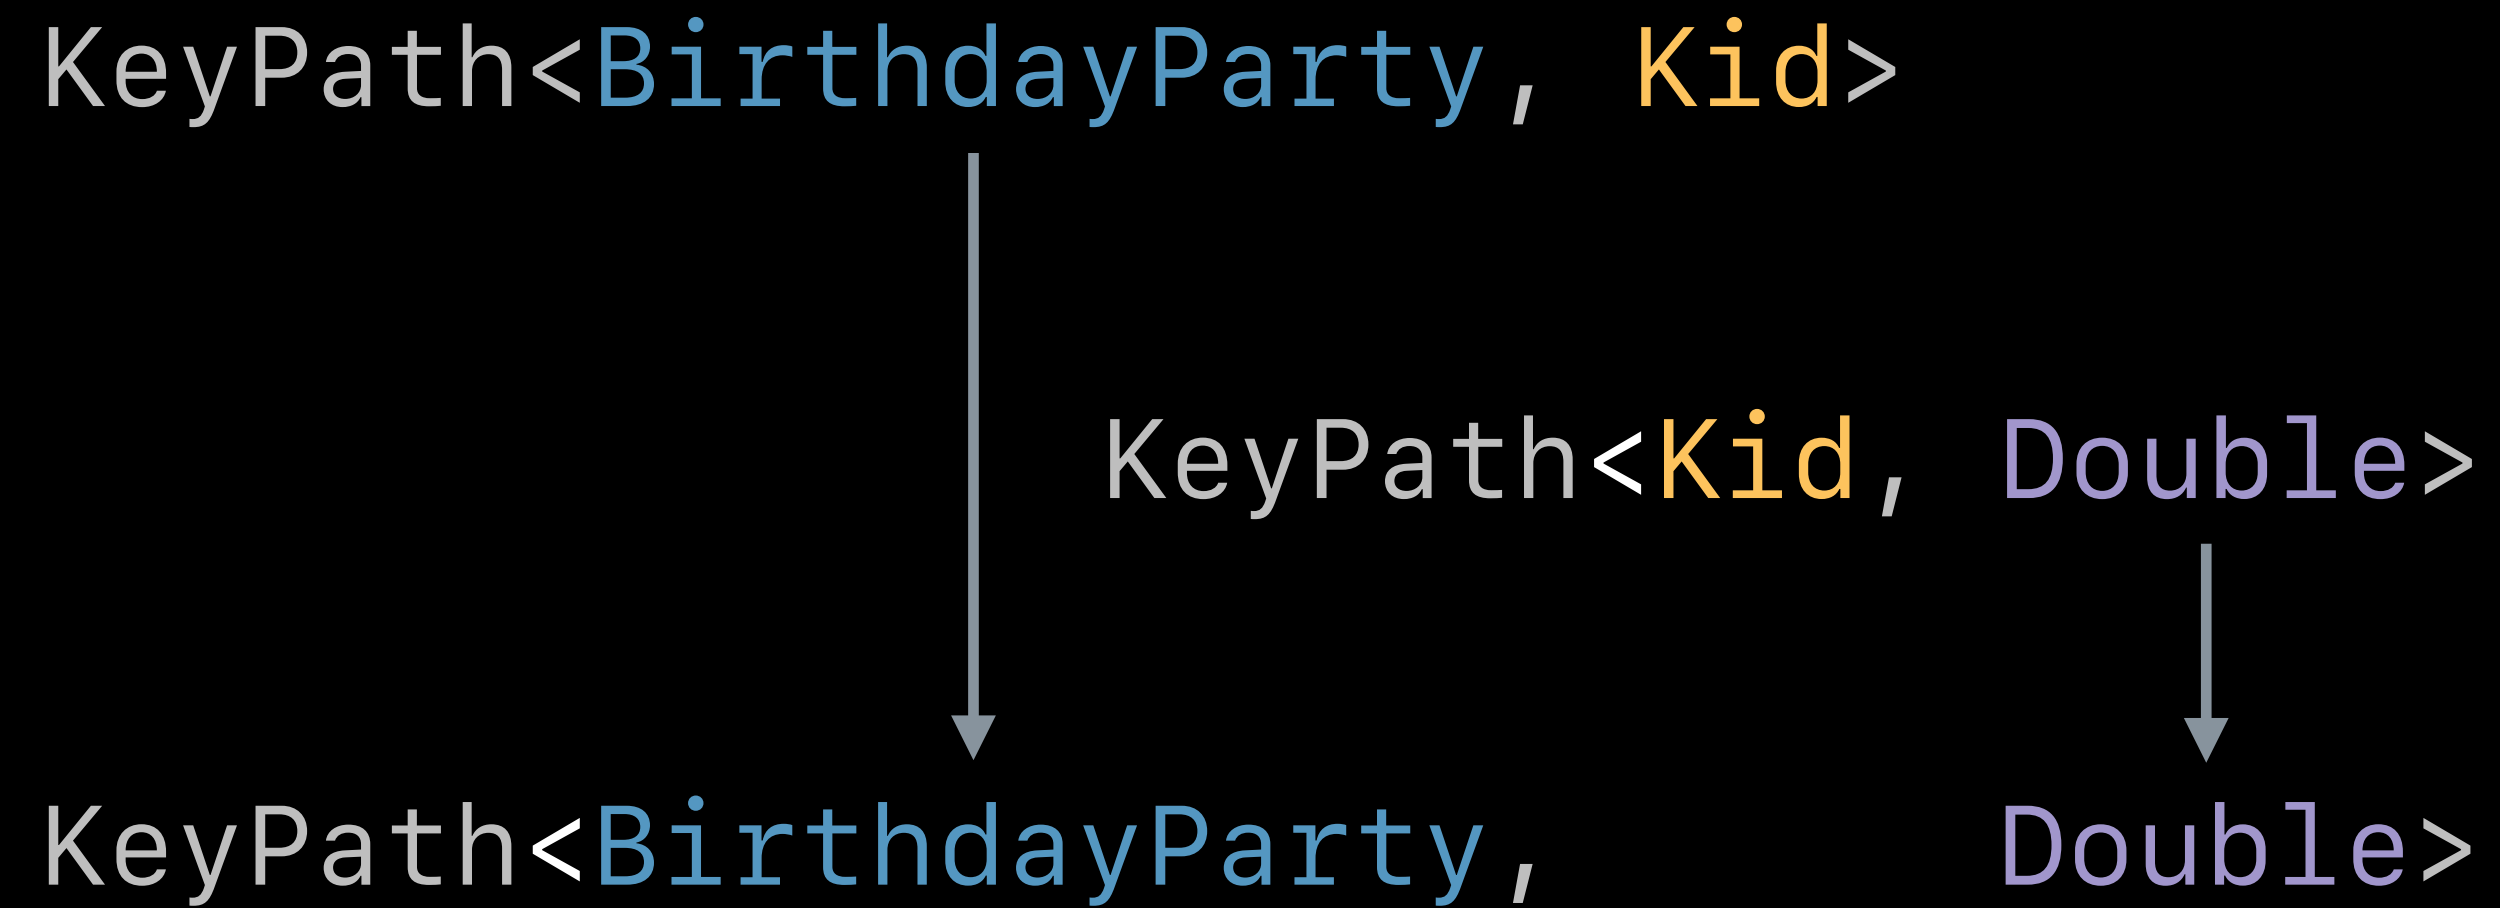 KeyPath<BirthdayParty, Kid>
KeyPath<Kid, Double>
KeyPath<BirthdayParty, Double>